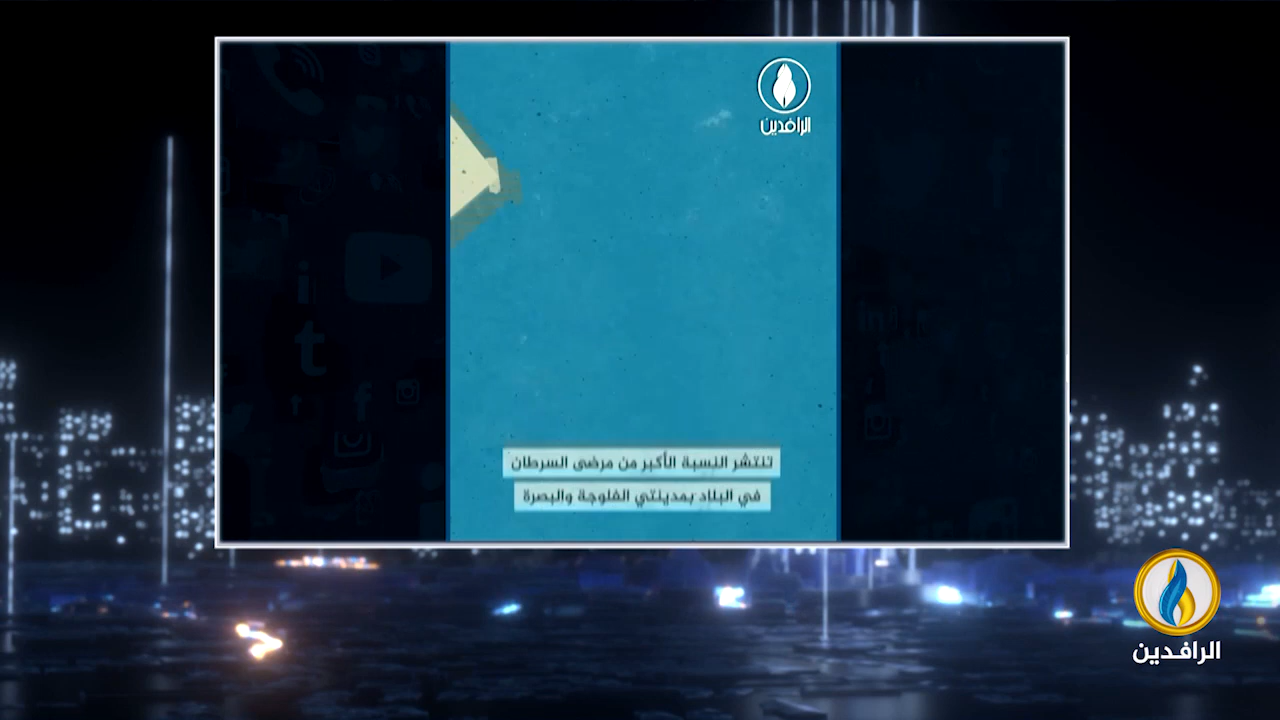 الرافدين
تنتشر النسبة الأكبر من مرضى السرطان
في البلاد بمدينتي الفلوجة والبصرة
الرافدين